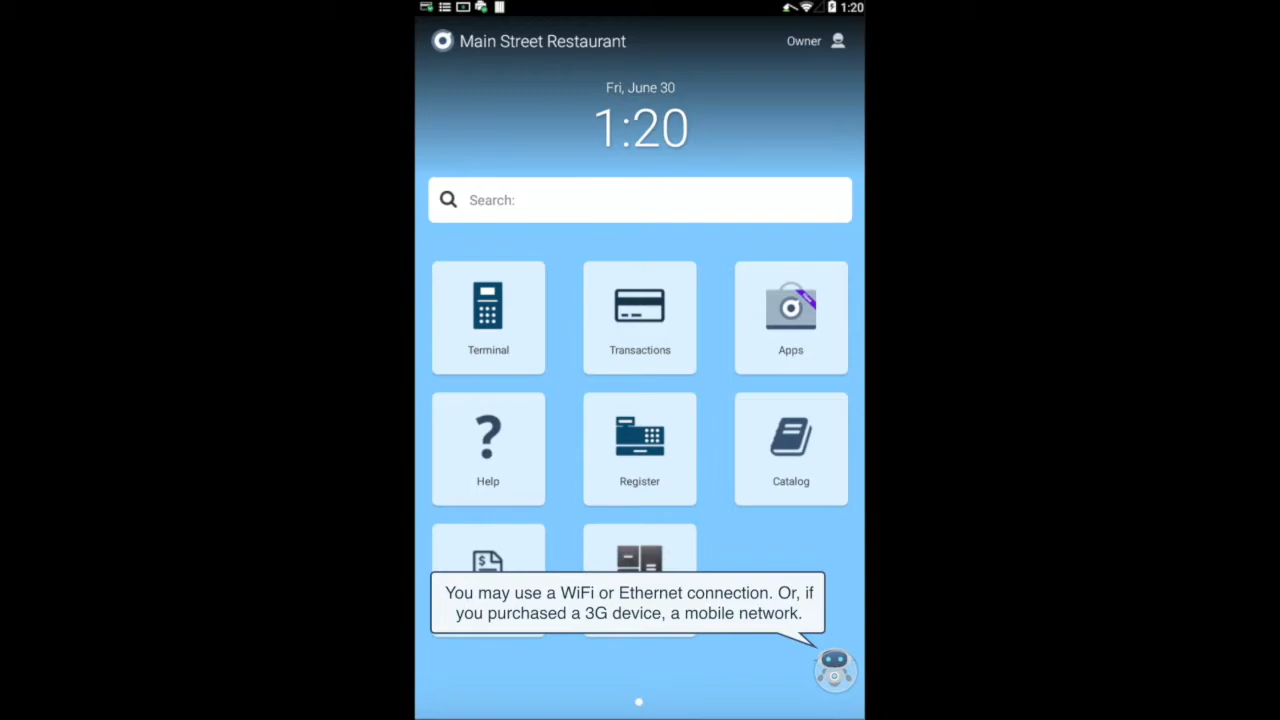 1:20
Main Street Restaurant
Owner
Fri, June 30
1:20
Search:
Terminal
Transactions
Apps
Help
Register
Catalog
$
You may use a WiFi or Ethernet connection. Or, if
you purchased a 3G device, a mobile network.